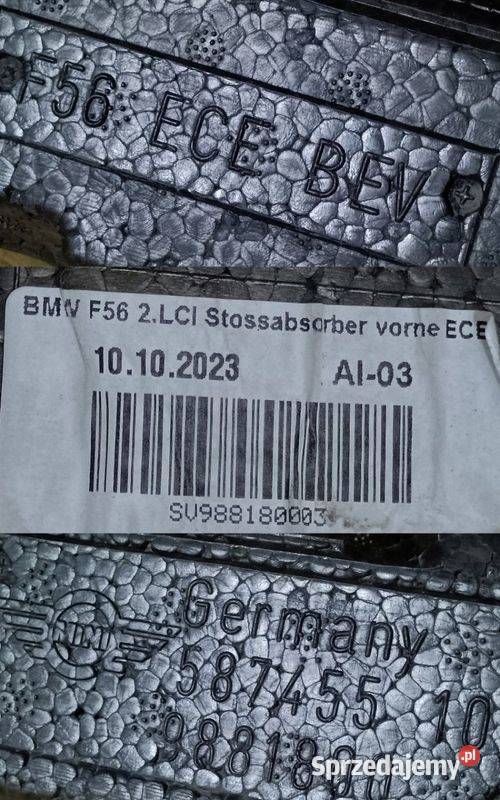 F56 ECE BEV
BMW F56 2.LCI Stossabsorber vorne ECE
10.10.2023 AI-03
SV988180003
Germany
MINI
587455 10
Sprzedajemy.pl